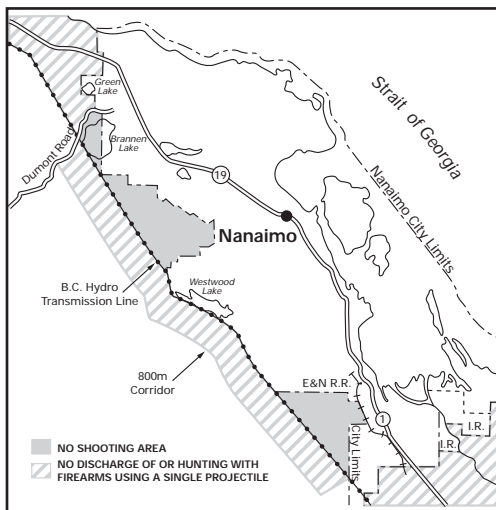 Green
Lake
Strait of Georgia
Brannen
Lake
Dumont Road
19
Nanaimo City Limits
Nanaimo
B.C. Hydro
Transmission Line
Westwood
Lake
800m
Corridor
E&N R.R.
1
I.R.
I.R.
City Limits
NO SHOOTING AREA
NO DISCHARGE OF OR HUNTING WITH
FIREARMS USING A SINGLE PROJECTILE